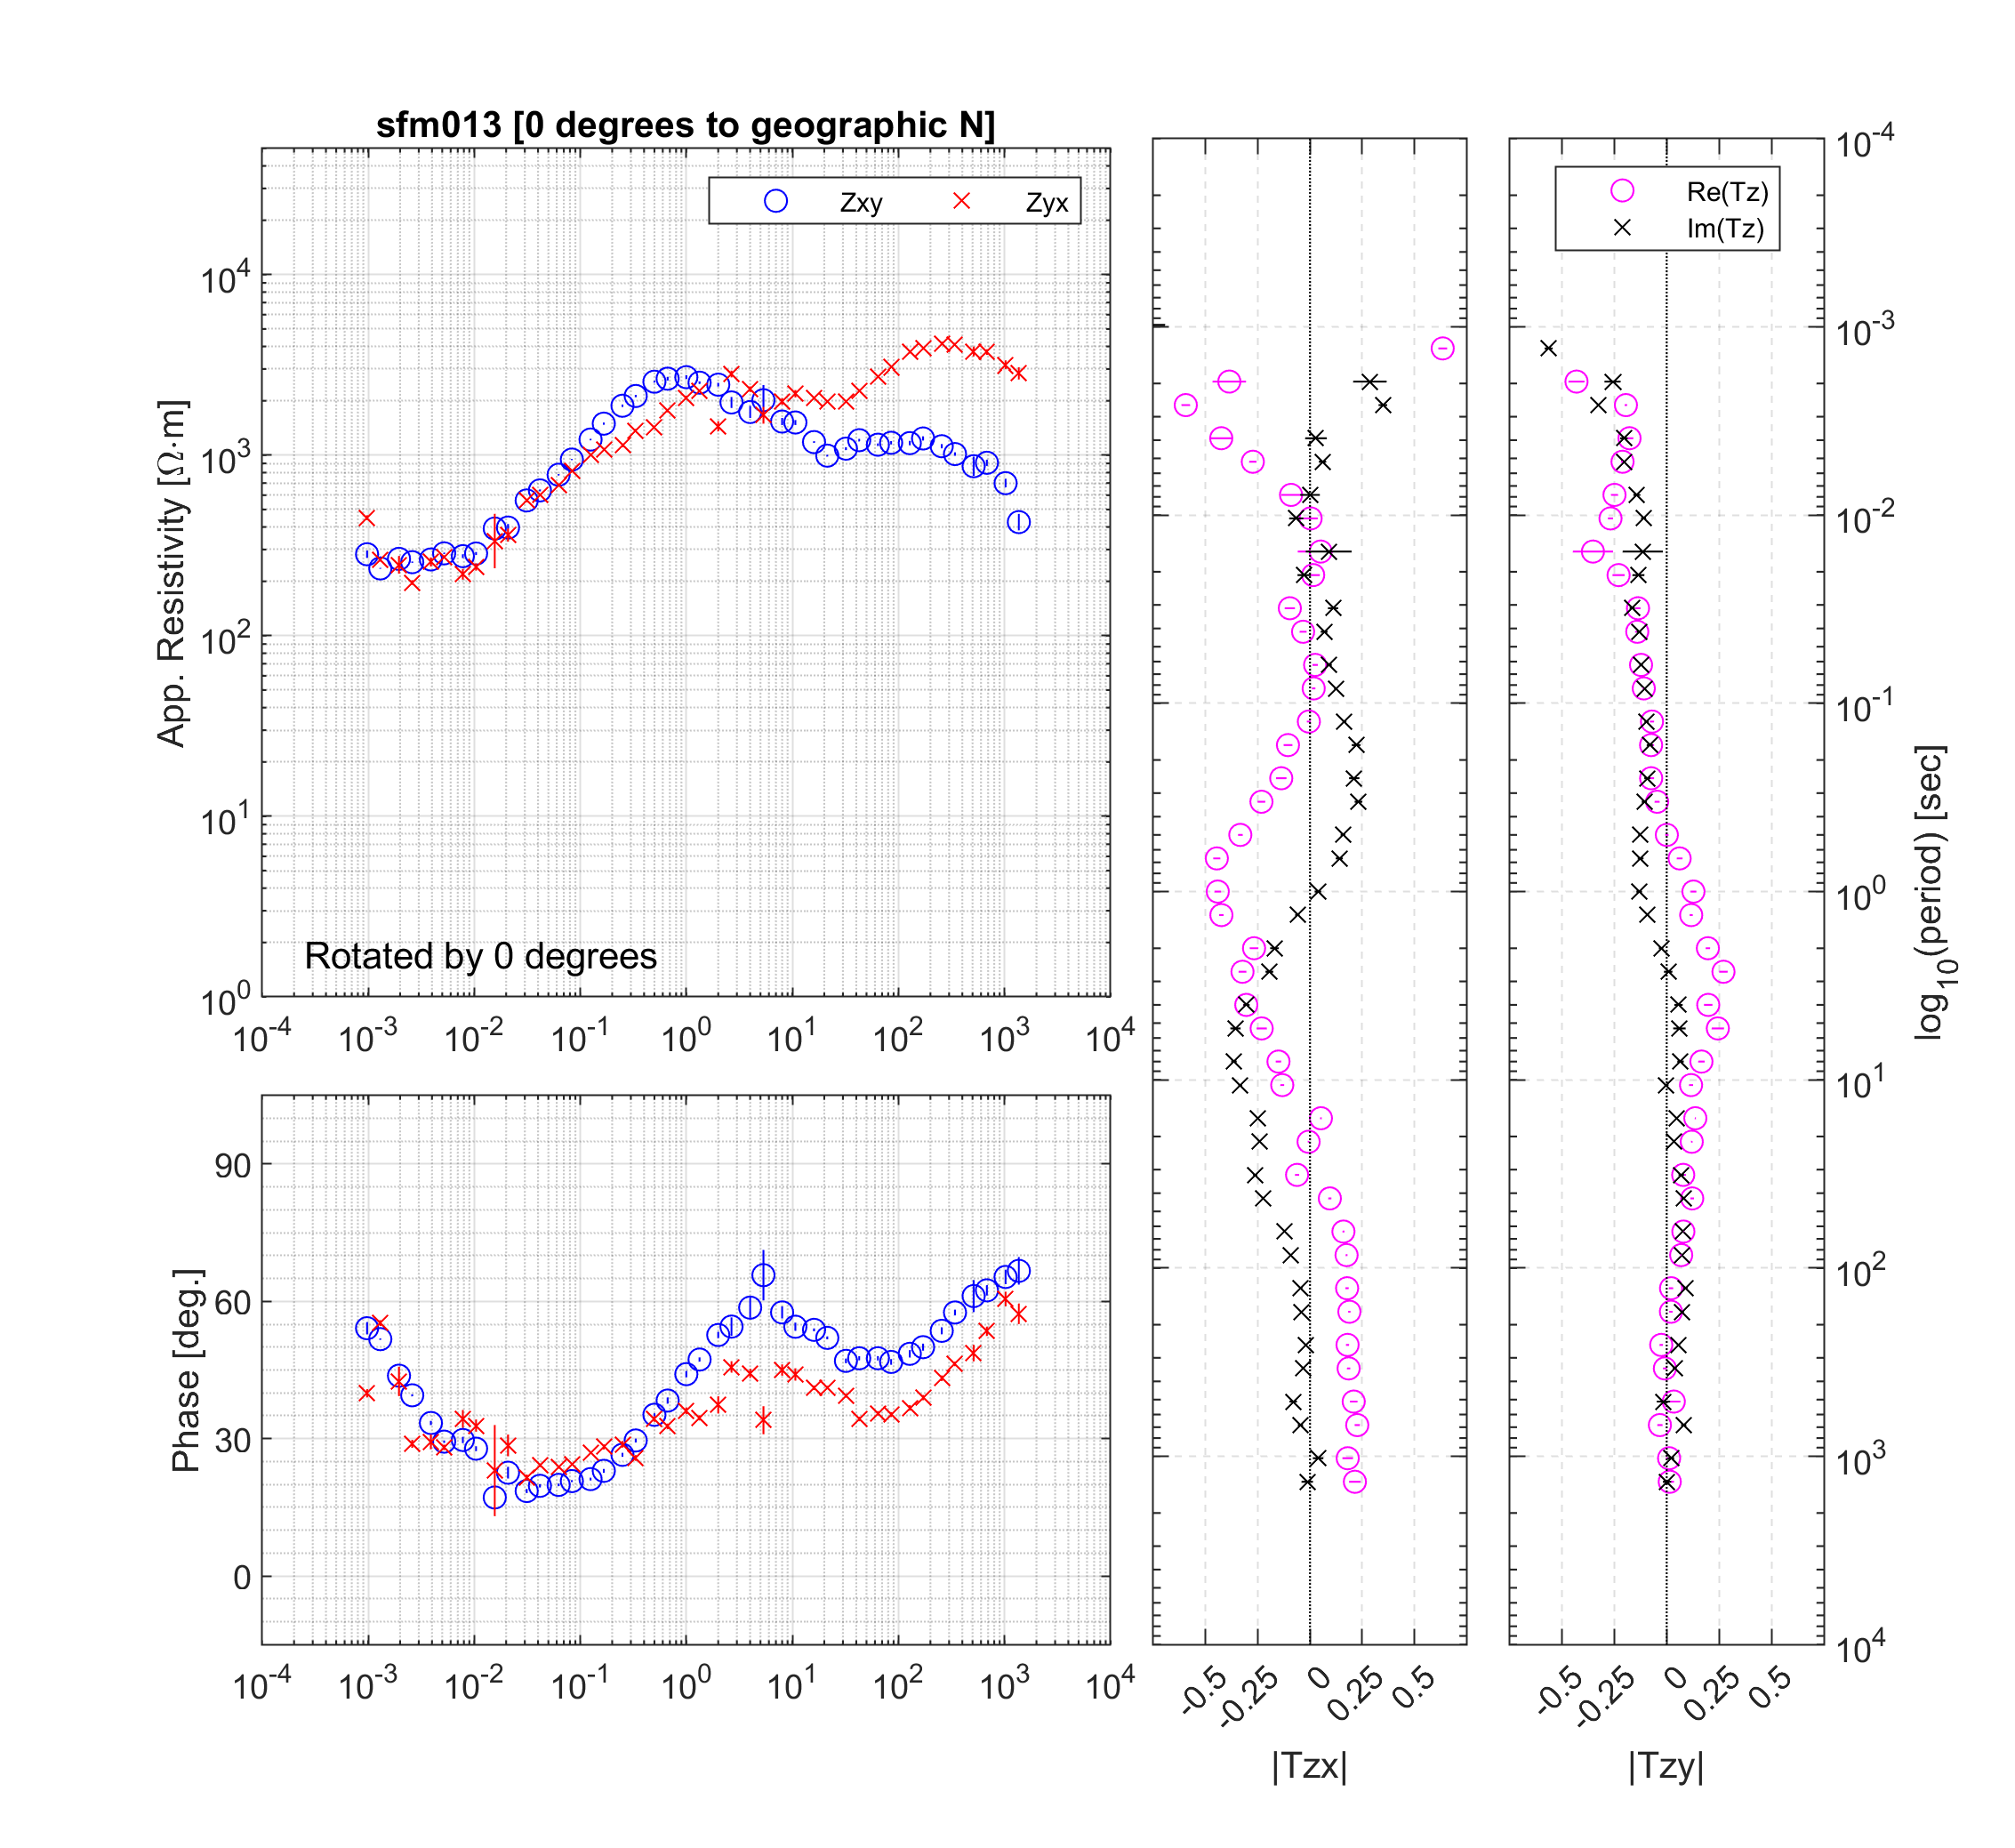 sfm013 [0 degrees to geographic N]
Zxy Zyx
App. Resistivity [Ω·m]
10^4
10^3
10^2
10^1
10^0
Rotated by 0 degrees
10^-4 10^-3 10^-2 10^-1 10^0 10^1 10^2 10^3 10^4
Phase [deg.]
90
60
30
0
10^-4 10^-3 10^-2 10^-1 10^0 10^1 10^2 10^3 10^4
-0.5 -0.25 0 0.25 0.5
|Tzx|
Re(Tz)
Im(Tz)
-0.5 -0.25 0 0.25 0.5
|Tzy|
10^-4
10^-3
10^-2
10^-1
10^0
10^1
10^2
10^3
10^4
log10(period) [sec]